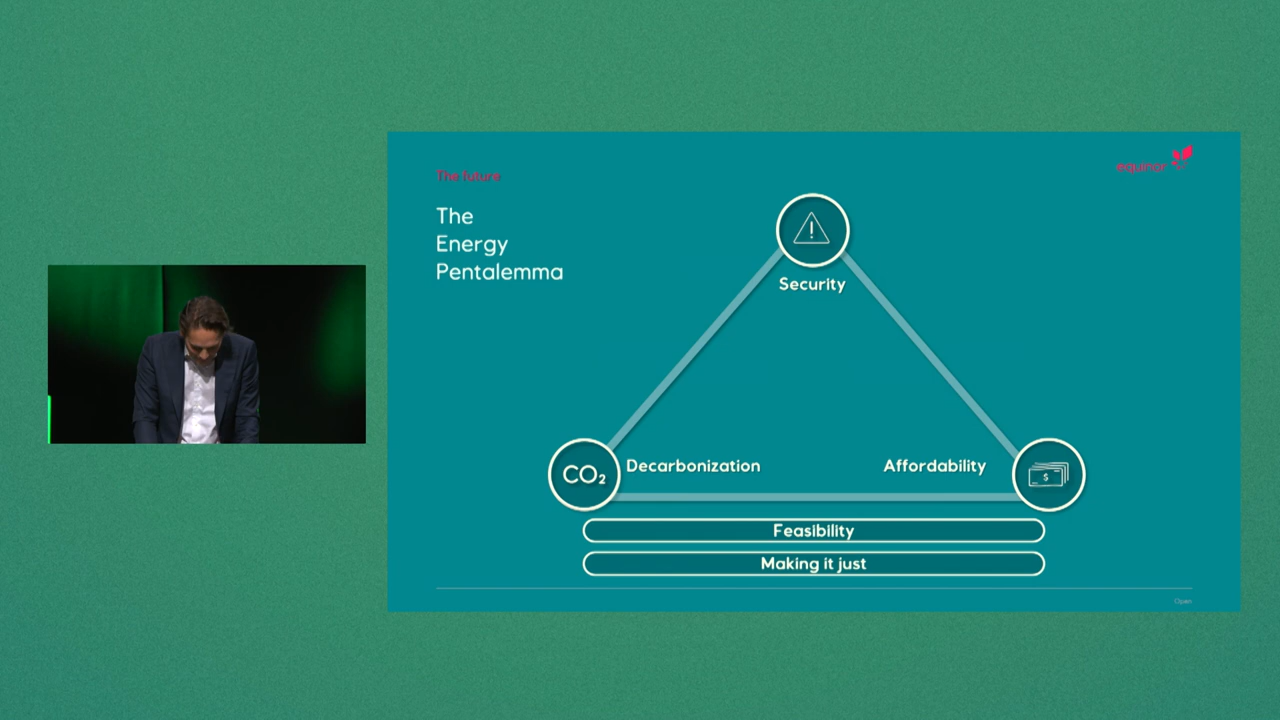 The future
equinor
The
Energy
Pentalemma
Security
CO₂
Decarbonization
Affordability
$
Feasibility
Making it just
Open